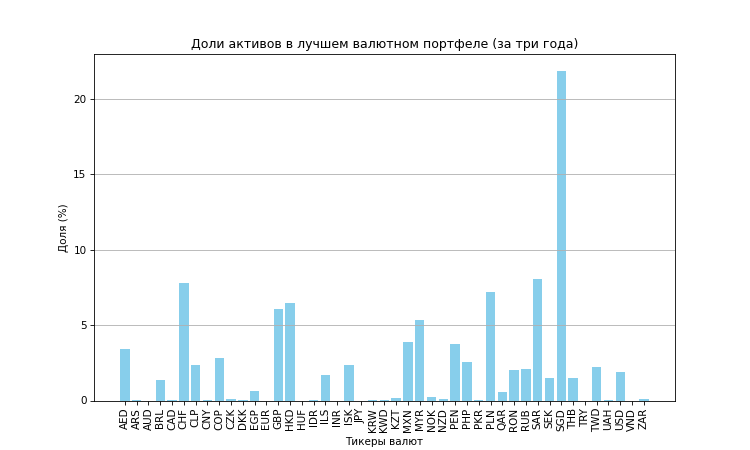 Доли активов в лучшем валютном портфеле (за три года)
Доля (%)
20
15
10
5
0
AED ARS AUD BRL CAD CHF CLP CNY COP CZK DKK EGP EUR GBP HKD HUF IDR ILS INR ISK JPY KRW KWD KZT MXN MYR NOK NZD PEN PHP PKR PLN QAR RON RUB SAR SEK SGD THB TRY TWD UAH USD VND ZAR
Тикеры валют